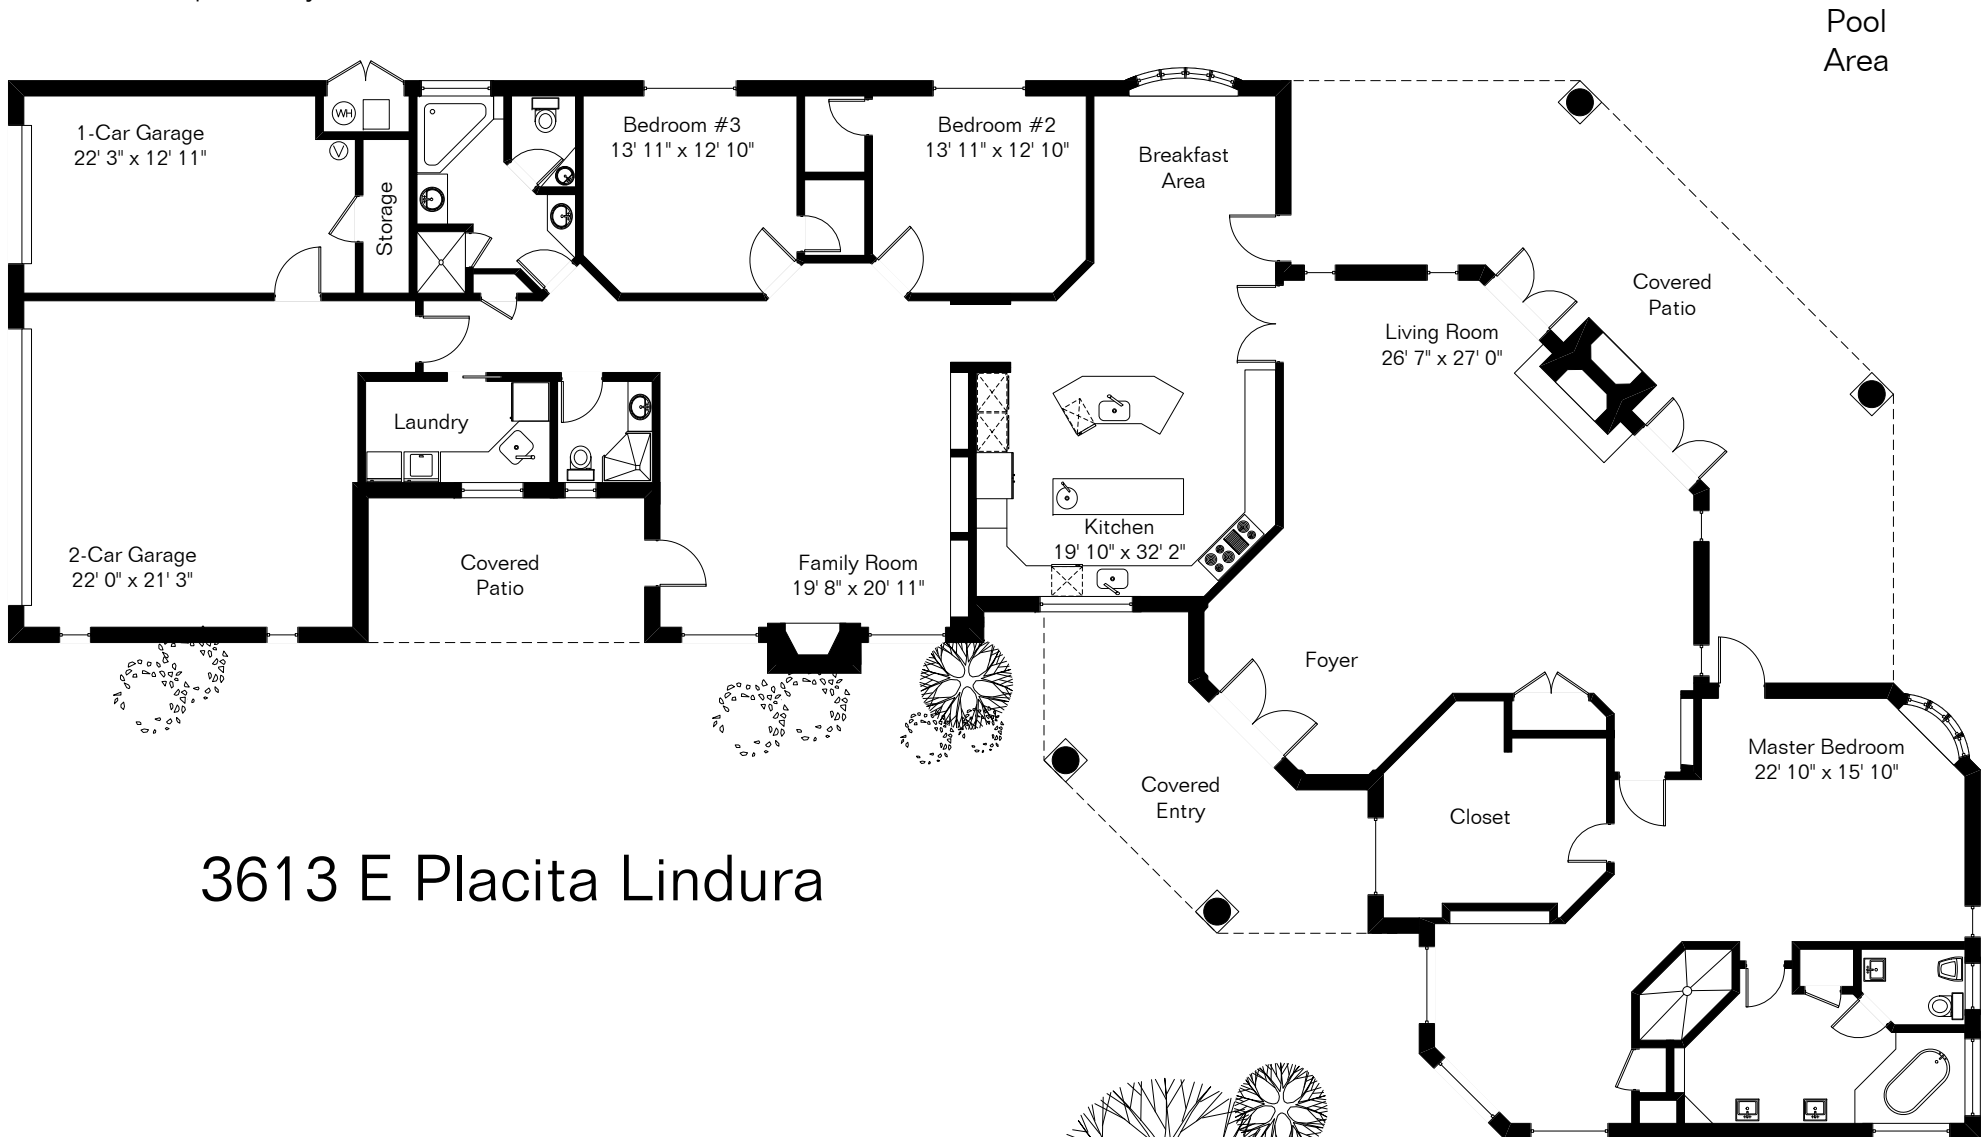 Pool
Area
1-Car Garage
22' 3" x 12' 11"
WH
V
Storage
Bedroom #3
13' 11" x 12' 10"
Bedroom #2
13' 11" x 12' 10"
Breakfast
Area
Covered
Patio
Living Room
26' 7" x 27' 0"
Laundry
2-Car Garage
22' 0" x 21' 3"
Covered
Patio
Family Room
19' 8" x 20' 11"
Kitchen
19' 10" x 32' 2"
Foyer
Master Bedroom
22' 10" x 15' 10"
Covered
Entry
Closet
3613 E Placita Lindura